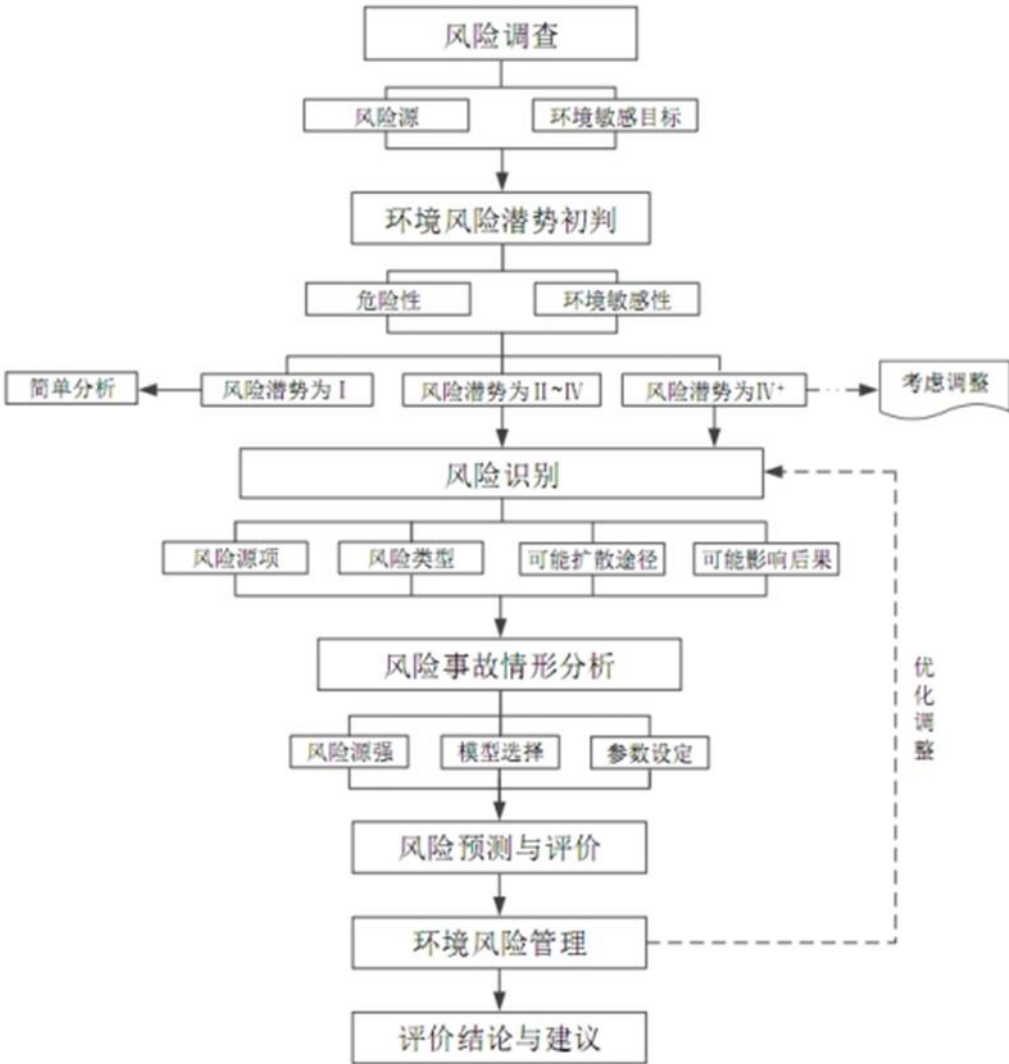 风险调查
风险源
环境敏感目标
环境风险潜势初判
危险性
环境敏感性
简单分析
风险潜势为Ⅰ
风险潜势为Ⅱ~Ⅳ
风险潜势为Ⅳ⁺
考虑调整
风险识别
风险源项
风险类型
可能扩散途径
可能影响后果
风险事故情形分析
风险源强
模型选择
参数设定
优化调整
风险预测与评价
环境风险管理
评价结论与建议